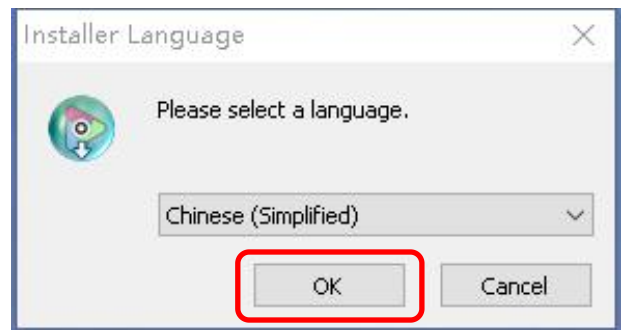 Installer Language
Please select a language.
Chinese (Simplified)
OK
Cancel